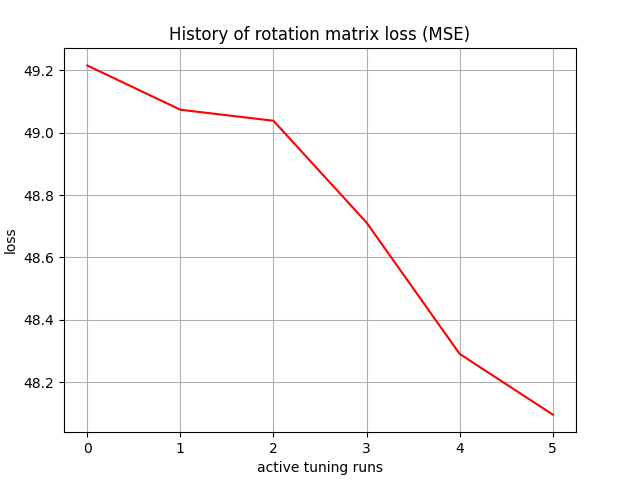 History of rotation matrix loss (MSE)
49.2
49.0
48.8
48.6
48.4
48.2
loss
0 1 2 3 4 5
active tuning runs